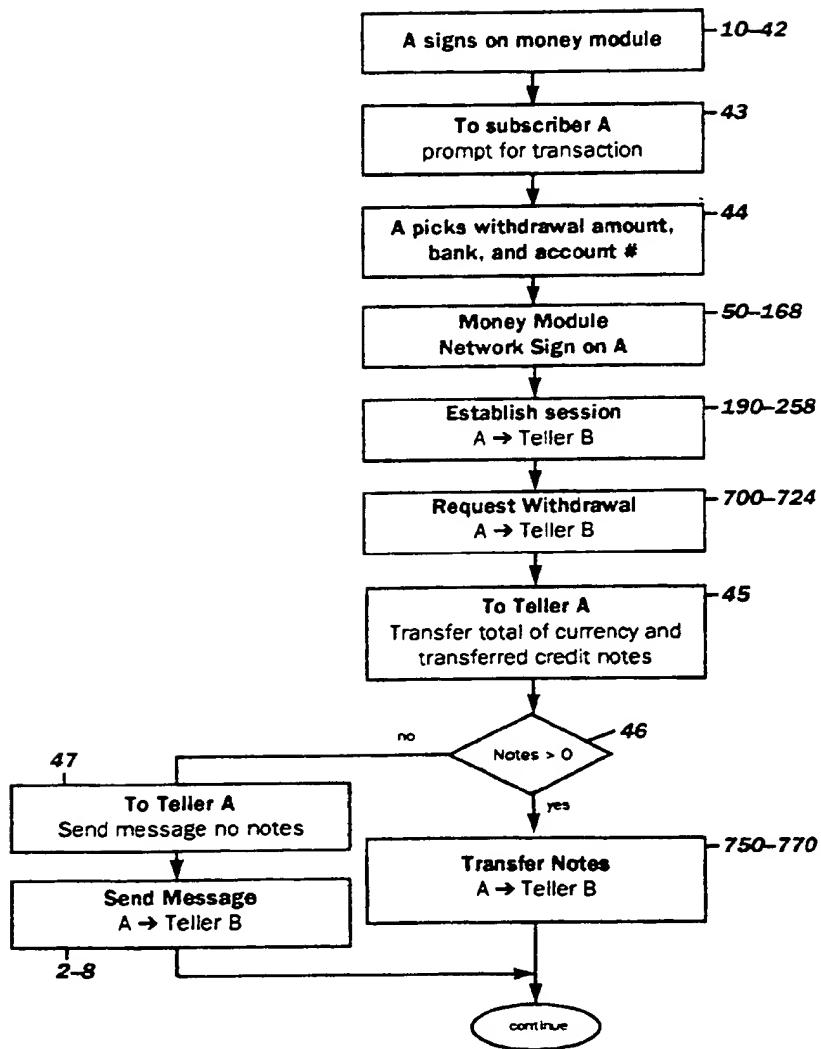 A signs on money module
10–42
To subscriber A
prompt for transaction
43
A picks withdrawal amount,
bank, and account #
44
Money Module
Network Sign on A
50–168
Establish session
A → Teller B
190–258
Request Withdrawal
A → Teller B
700–724
To Teller A
Transfer total of currency and
transferred credit notes
45
Notes > 0
46
no
yes
47
To Teller A
Send message no notes
Send Message
A → Teller B
2–8
Transfer Notes
A → Teller B
750–770
continue